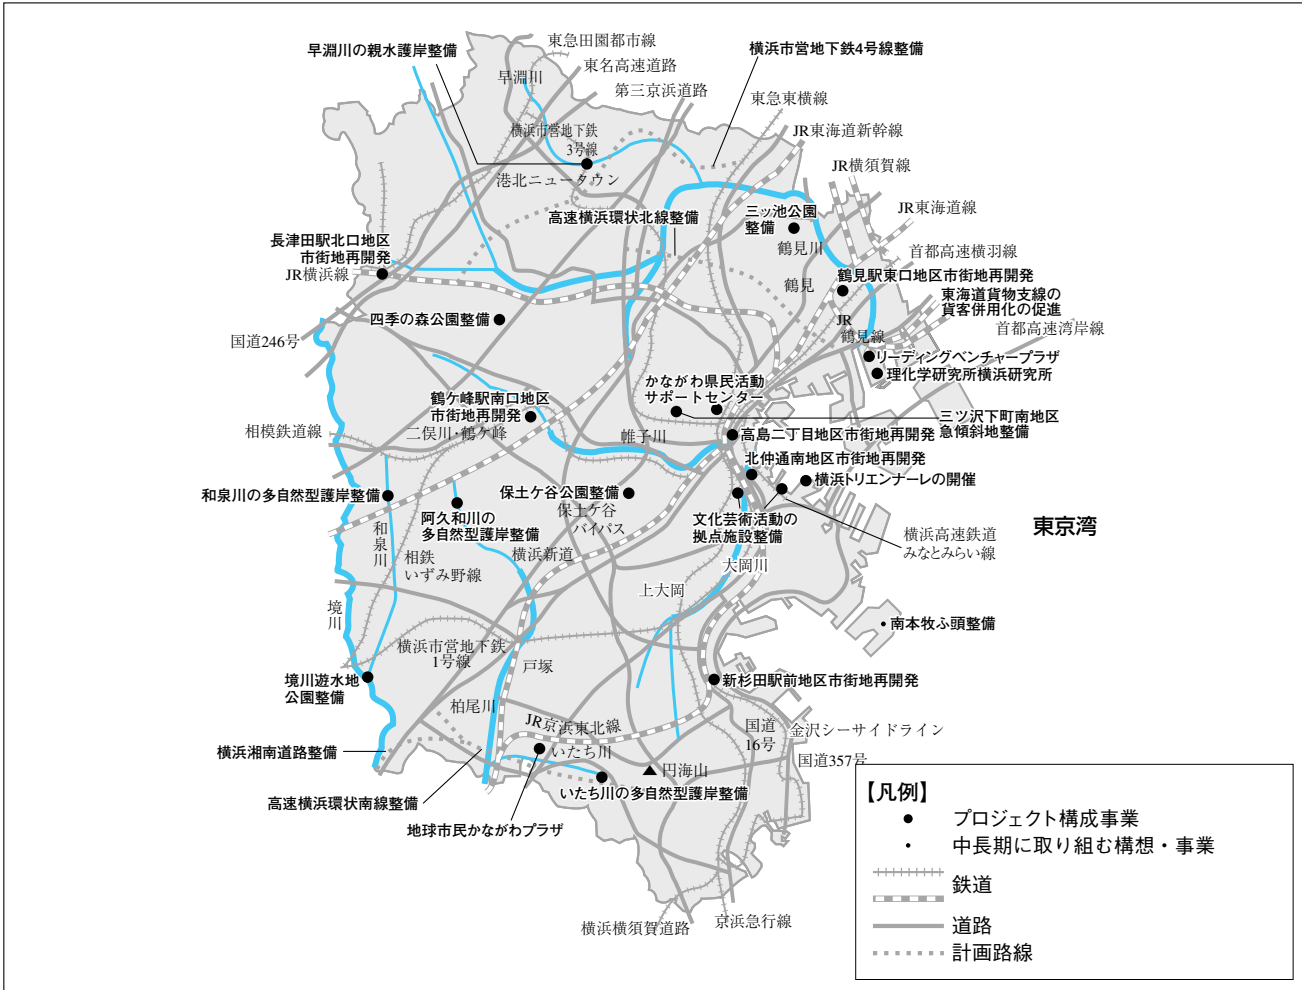 東急田園都市線
早淵川の親水護岸整備
横浜市営地下鉄4号線整備
東名高速道路
早淵川
第三京浜道路
東急東横線
横浜市営地下鉄
3号線
JR東海道新幹線
JR横須賀線
港北ニュータウン
JR東海道線
高速横浜環状北線整備
三ッ池公園
整備
鶴見川
長津田駅北口地区
市街地再開発
JR横浜線
首都高速横羽線
鶴見駅東口地区市街地再開発
鶴見
東海道貨物支線の
貨客併用化の促進
四季の森公園整備
JR
鶴見線
首都高速湾岸線
国道246号
リーディングベンチャープラザ
理化学研究所横浜研究所
かながわ県民活動
サポートセンター
鶴ケ峰駅南口地区
市街地再開発
三ツ沢下町南地区
急傾斜地整備
相模鉄道線
二俣川・鶴ケ峰
帷子川
高島二丁目地区市街地再開発
北仲通南地区市街地再開発
横浜トリエンナーレの開催
和泉川の多自然型護岸整備
保土ケ谷公園整備
保土ケ谷
バイパス
阿久和川の
多自然型護岸整備
文化芸術活動の
拠点施設整備
東京湾
横浜高速鉄道
みなとみらい線
和泉川
相鉄
いずみ野線
横浜新道
大岡川
上大岡
境川
南本牧ふ頭整備
横浜市営地下鉄
1号線
戸塚
境川遊水地
公園整備
新杉田駅前地区市街地再開発
柏尾川
JR京浜東北線
国道
16号
金沢シーサイドライン
横浜湘南道路整備
いたち川
国道357号
円海山
いたち川の多自然型護岸整備
高速横浜環状南線整備
地球市民かながわプラザ
横浜横須賀道路
京浜急行線
【凡例】
プロジェクト構成事業
中長期に取り組む構想・事業
鉄道
道路
計画路線